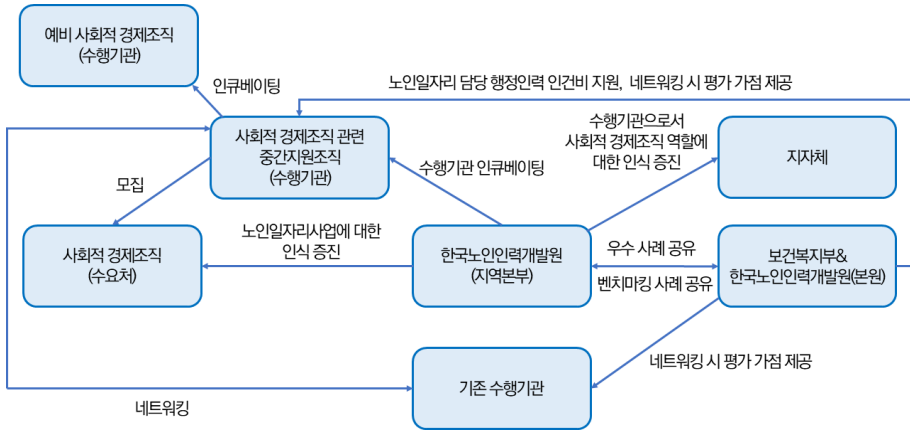 예비 사회적 경제조직
(수행기관)
인큐베이팅
노인일자리 담당 행정인력 인건비 지원, 네트워킹 시 평가 가점 제공
사회적 경제조직 관련
중간지원조직
(수행기관)
수행기관으로서
사회적 경제조직 역할에
대한 인식 증진
지자체
모집
수행기관 인큐베이팅
사회적 경제조직
(수요처)
노인일자리사업에 대한
인식 증진
한국노인인력개발원
(지역본부)
우수 사례 공유
벤치마킹 사례 공유
보건복지부&
한국노인인력개발원(본원)
네트워킹 시 평가 가점 제공
기존 수행기관
네트워킹